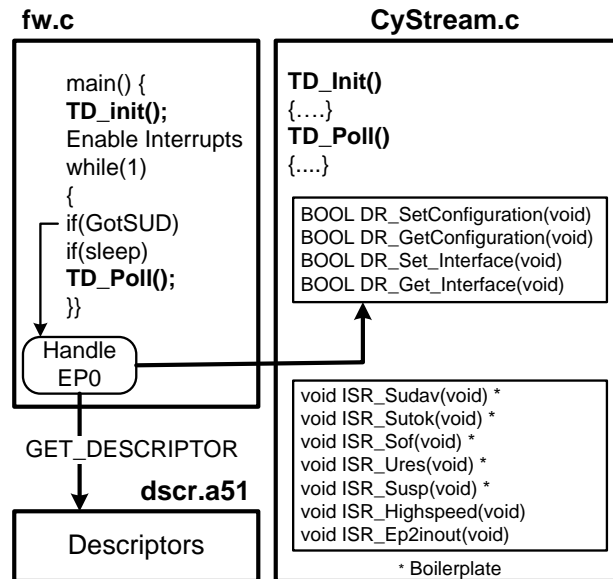 fw.c
main() {
TD_init();
Enable Interrupts
while(1)
{
if(GotSUD)
if(sleep)
TD_Poll();
}}
Handle
EP0
GET_DESCRIPTOR
dscr.a51
Descriptors
CyStream.c
TD_Init()
{....}
TD_Poll()
{....}
BOOL DR_SetConfiguration(void)
BOOL DR_GetConfiguration(void)
BOOL DR_Set_Interface(void)
BOOL DR_Get_Interface(void)
void ISR_Sudav(void) *
void ISR_Sutok(void) *
void ISR_Sof(void) *
void ISR_Ures(void) *
void ISR_Susp(void) *
void ISR_Highspeed(void)
void ISR_Ep2inout(void)
* Boilerplate